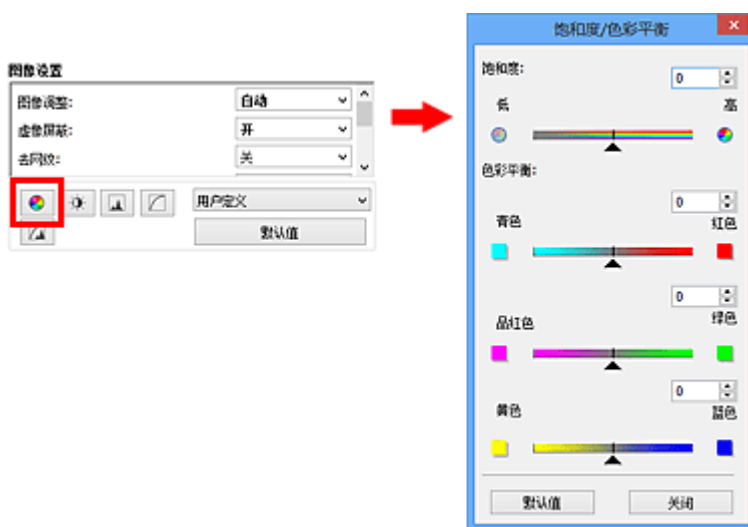 图像设置
图像调整: 自动
虚像屏蔽: 开
去网纹: 关
用户定义
默认值
饱和度/色彩平衡
饱和度: 0
低 高
色彩平衡:
0
青色 红色
0
品红色 绿色
0
黄色 蓝色
默认值 关闭